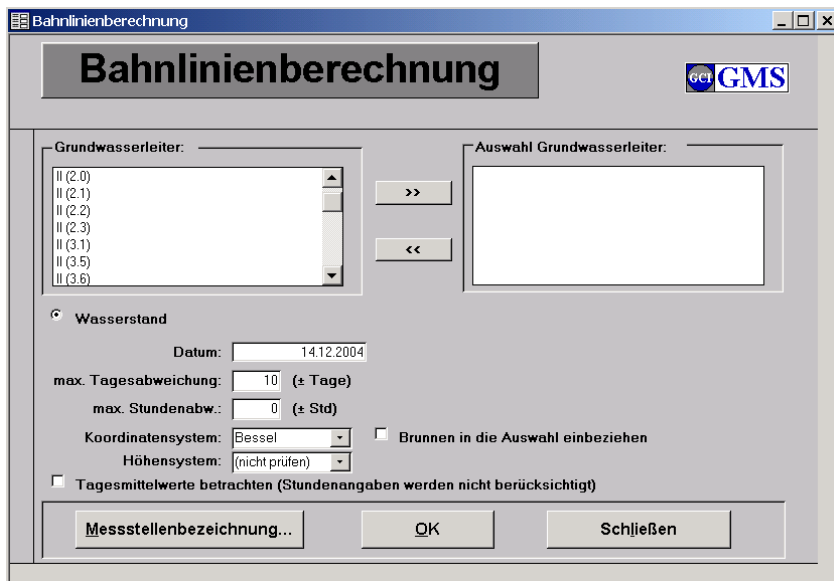 Bahnlinienberechnung
Bahnlinienberechnung
GCI GMS
Grundwasserleiter:
II (2.0)
II (2.1)
II (2.2)
II (2.3)
II (3.1)
II (3.5)
II (3.6)
>>
<<
Auswahl Grundwasserleiter:
Wasserstand
Datum: 14.12.2004
max. Tagesabweichung: 10 (± Tage)
max. Stundenabw.: 0 (± Std)
Koordinatensystem: Bessel Brunnen in die Auswahl einbeziehen
Höhensystem: (nicht prüfen)
Tagesmittelwerte betrachten (Stundenangaben werden nicht berücksichtigt)
Messstellenbezeichnung... OK Schließen